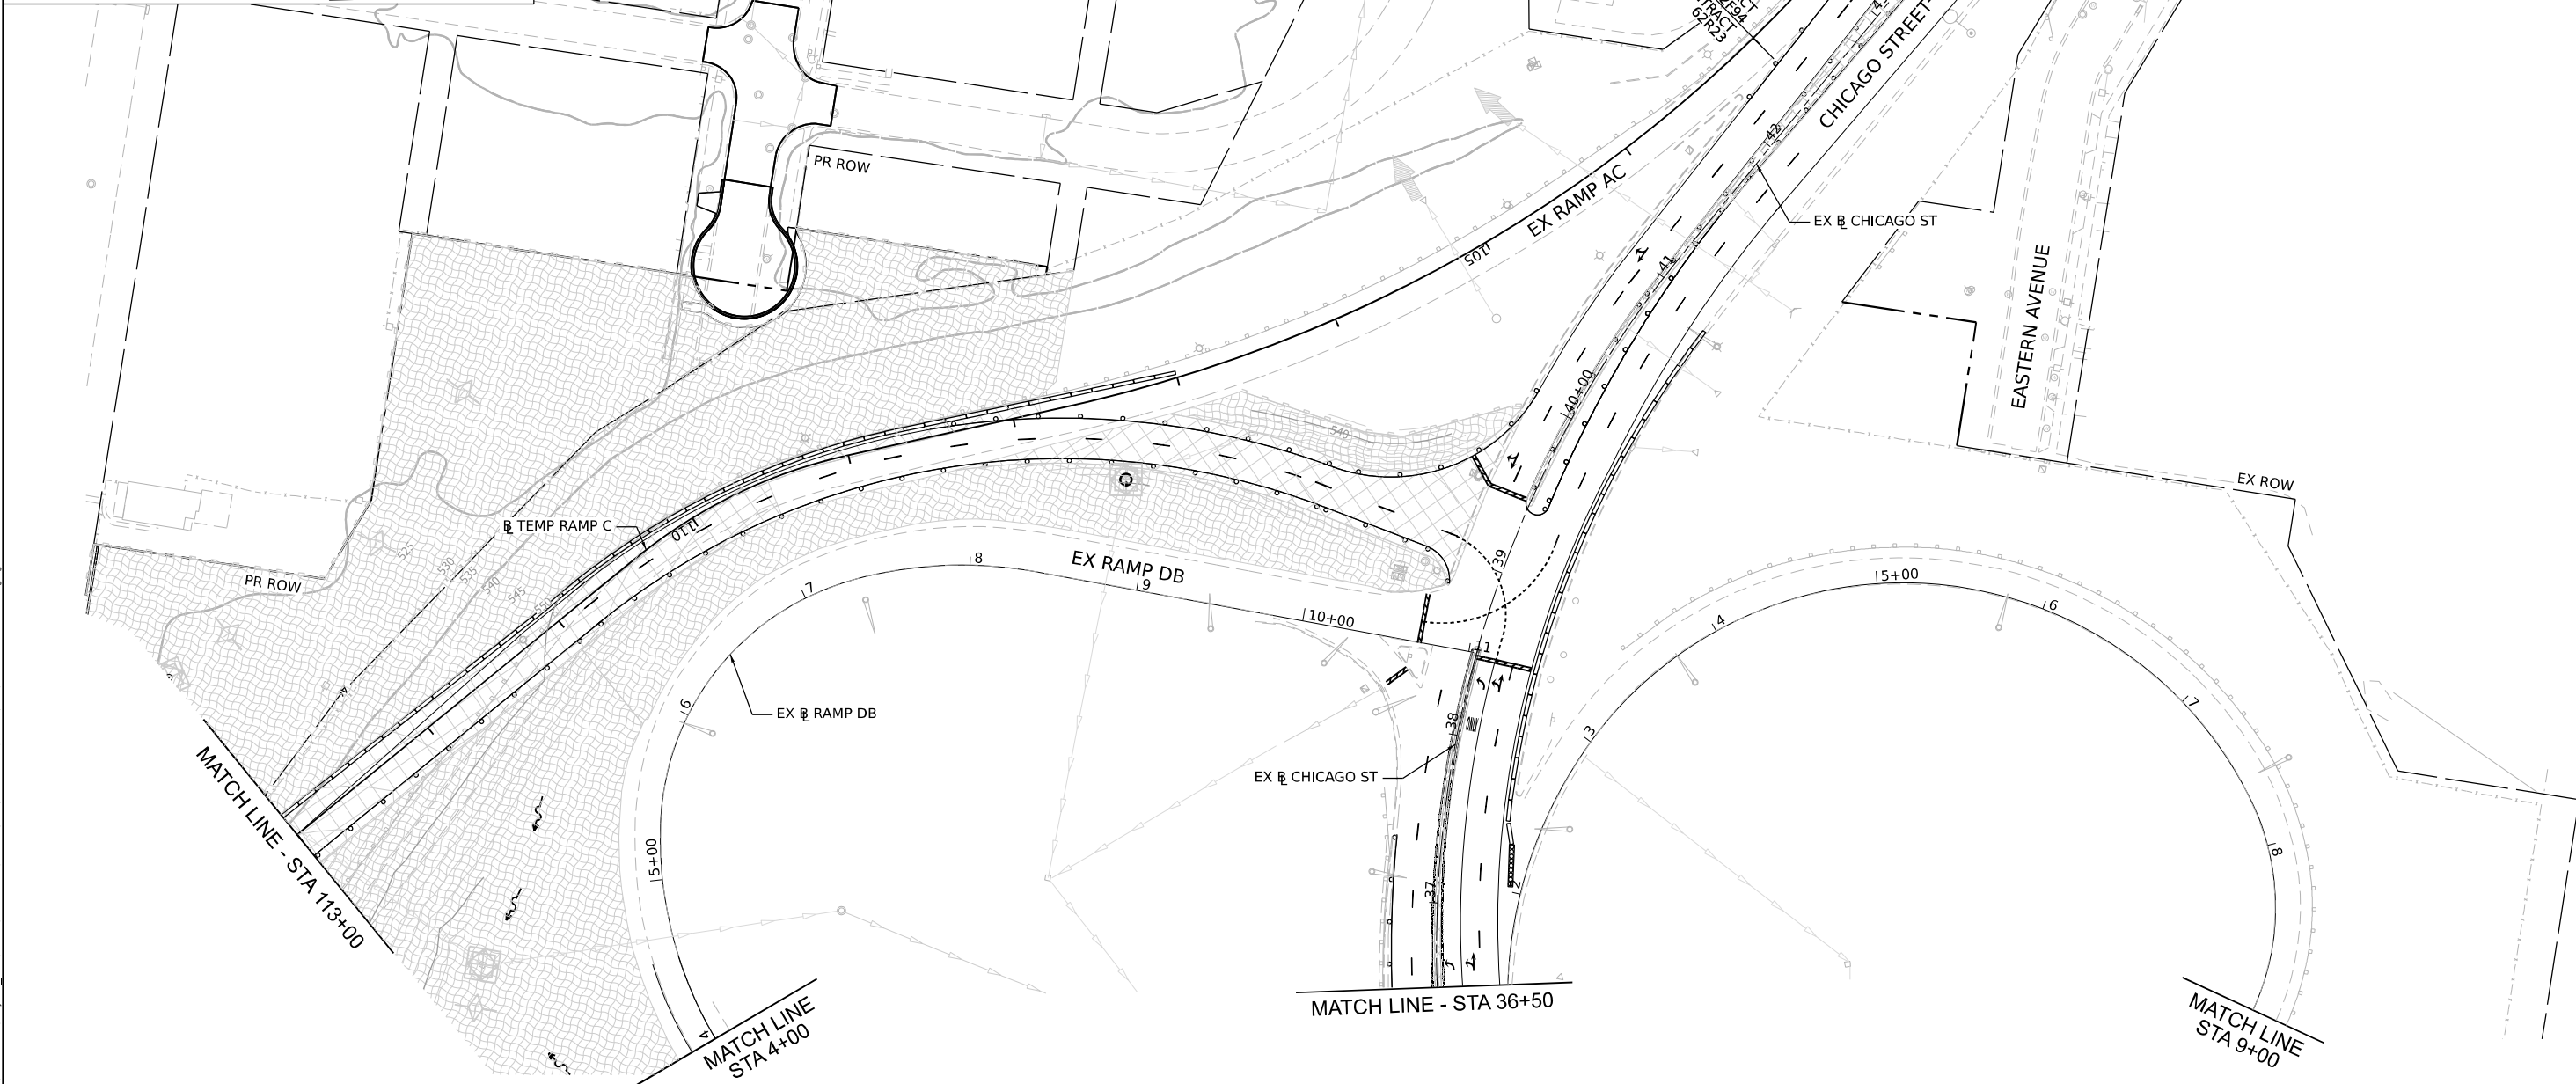 2F94
TRACT
62R23
CHICAGO STREET
42
PR ROW
EX RAMP AC
EX ℄ CHICAGO ST
105
41
EASTERN AVENUE
40+00
EX ROW
℄ TEMP RAMP C
110
525
530
535
540
545
550
540
PR ROW
EX RAMP DB
8
9
7
10+00
11
39
5+00
4
6
3
7
8
2
6
EX ℄ RAMP DB
38
EX ℄ CHICAGO ST
37
5+00
4
MATCH LINE - STA 113+00
MATCH LINE
STA 4+00
MATCH LINE - STA 36+50
MATCH LINE
STA 9+00